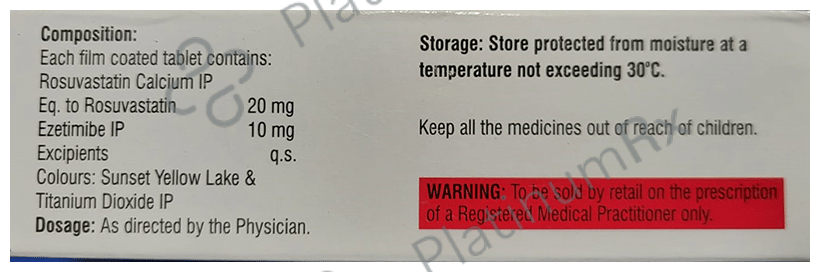 Composition:
Each film coated tablet contains:
Rosuvastatin Calcium IP
Eq. to Rosuvastatin 20 mg
Ezetimibe IP 10 mg
Excipients q.s.
Colours: Sunset Yellow Lake &
Titanium Dioxide IP
Dosage: As directed by the Physician.
Storage: Store protected from moisture at a
temperature not exceeding 30°C.
Keep all the medicines out of reach of children.
WARNING: To be sold by retail on the prescription
of a Registered Medical Practitioner only.
PlatinumRx
PlatinumRx
Platin